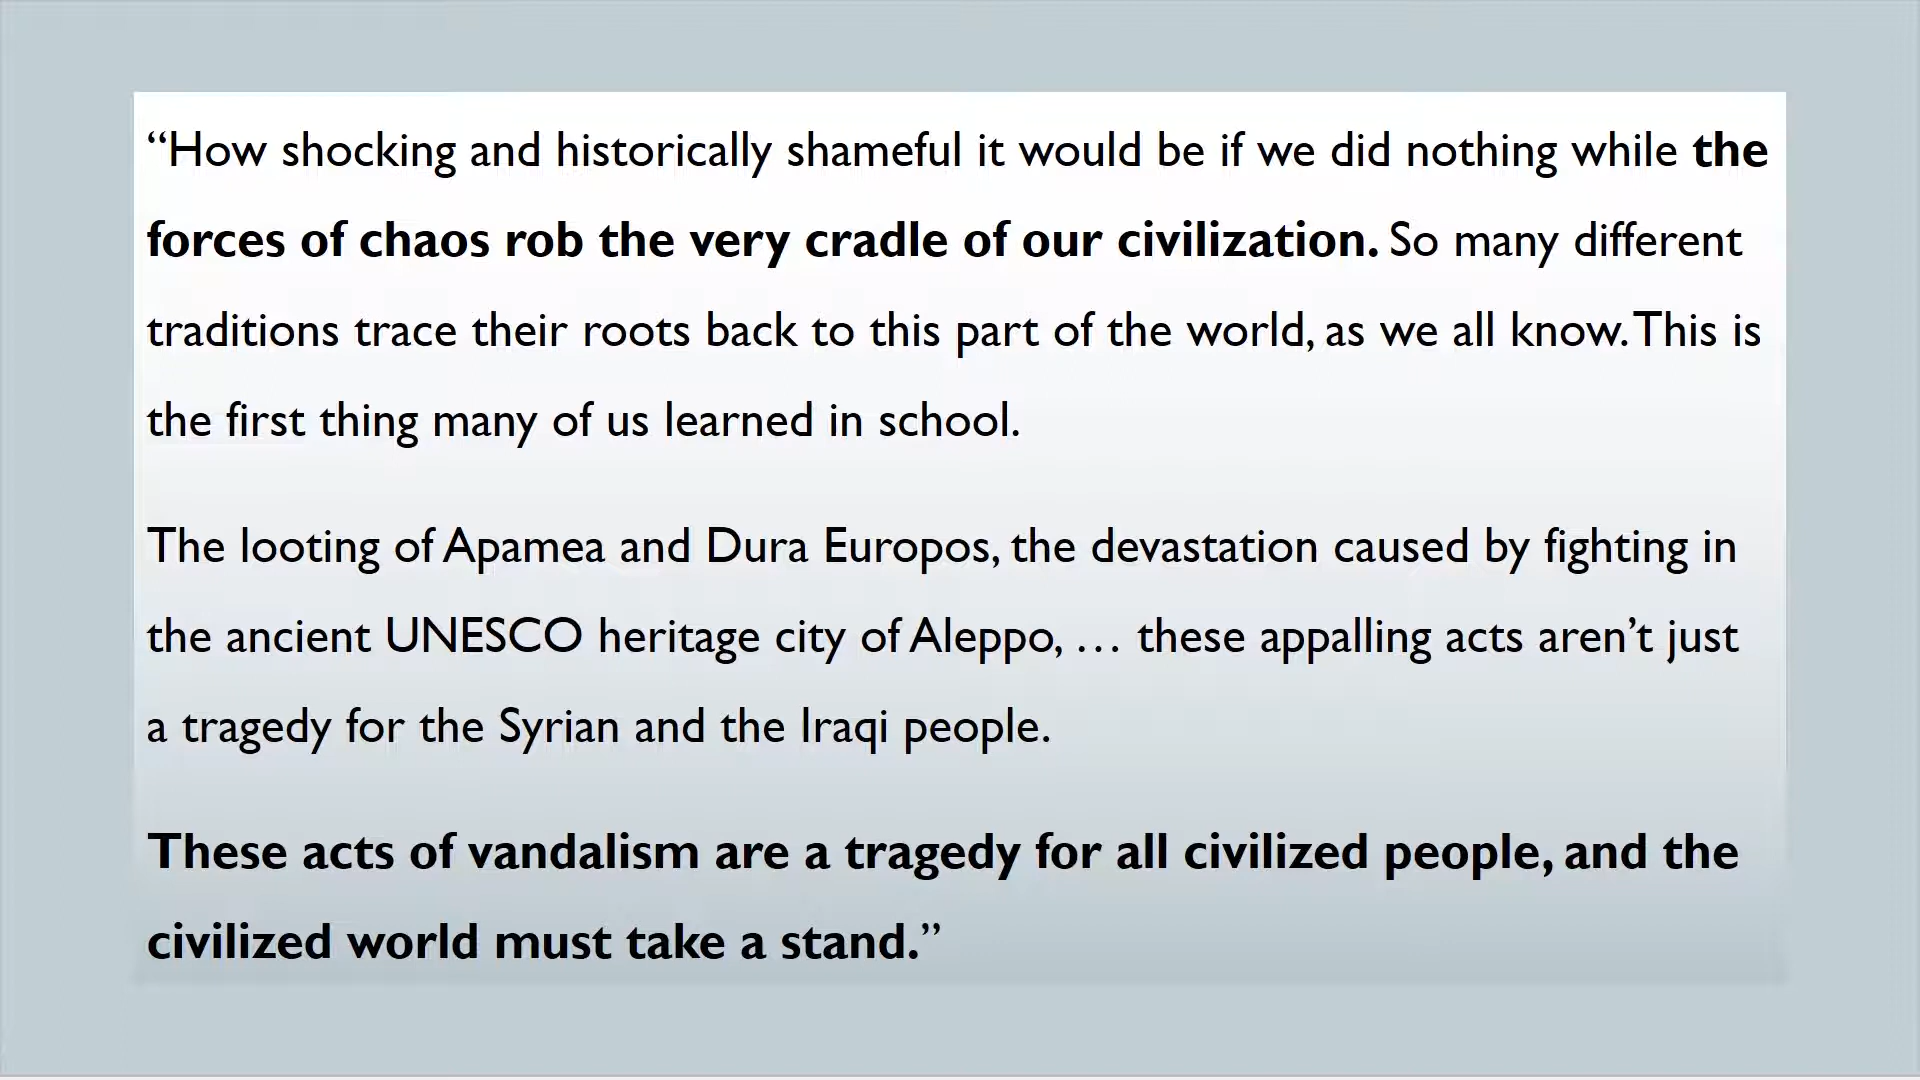 “How shocking and historically shameful it would be if we did nothing while the
forces of chaos rob the very cradle of our civilization. So many different
traditions trace their roots back to this part of the world, as we all know. This is
the first thing many of us learned in school.
The looting of Apamea and Dura Europos, the devastation caused by fighting in
the ancient UNESCO heritage city of Aleppo, … these appalling acts aren’t just
a tragedy for the Syrian and the Iraqi people.
These acts of vandalism are a tragedy for all civilized people, and the
civilized world must take a stand.”